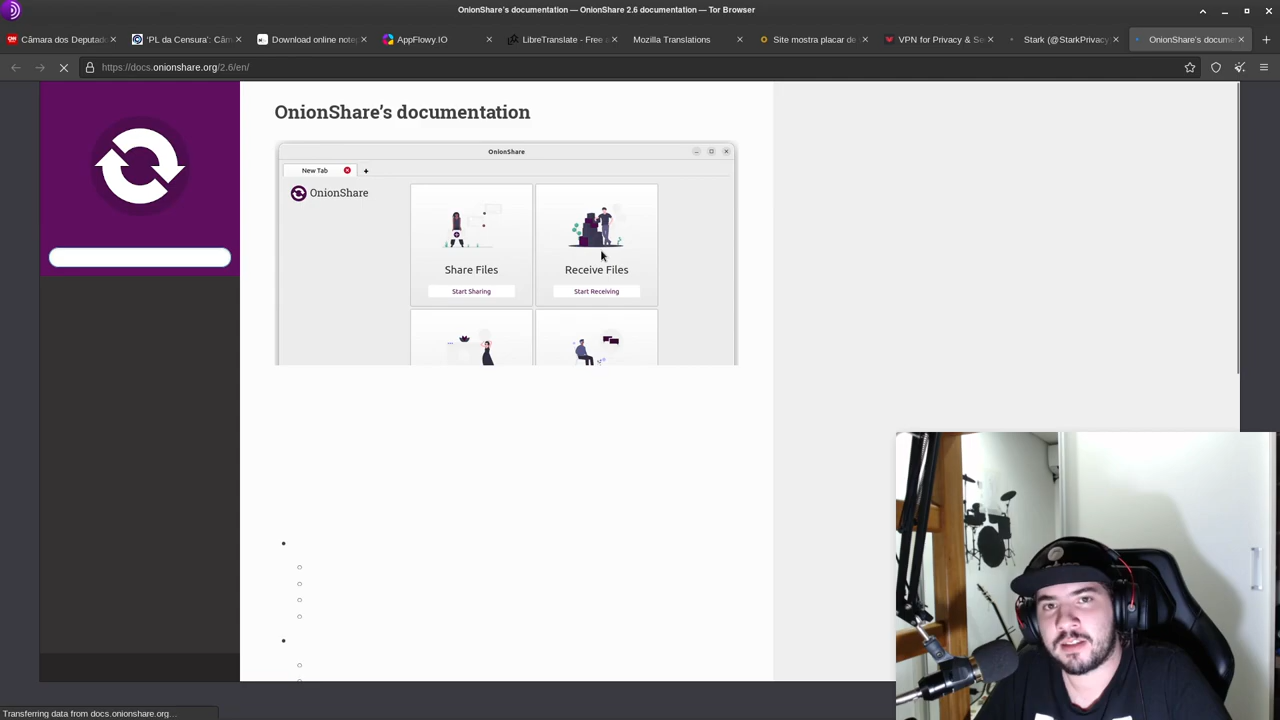 OnionShare's documentation — OnionShare 2.6 documentation — Tor Browser
Câmara dos Deputad
'PL da Censura': Câm
Download online note
AppFlowy.IO
LibreTranslate - Free a
Mozilla Translations
Site mostra placar de
VPN for Privacy & Se
Stark (@StarkPrivacy
OnionShare's docume
https://docs.onionshare.org/2.6/en/
OnionShare's documentation
OnionShare
New Tab
OnionShare
Share Files
Receive Files
Start Sharing
Start Receiving
Transferring data from docs.onionshare.org...